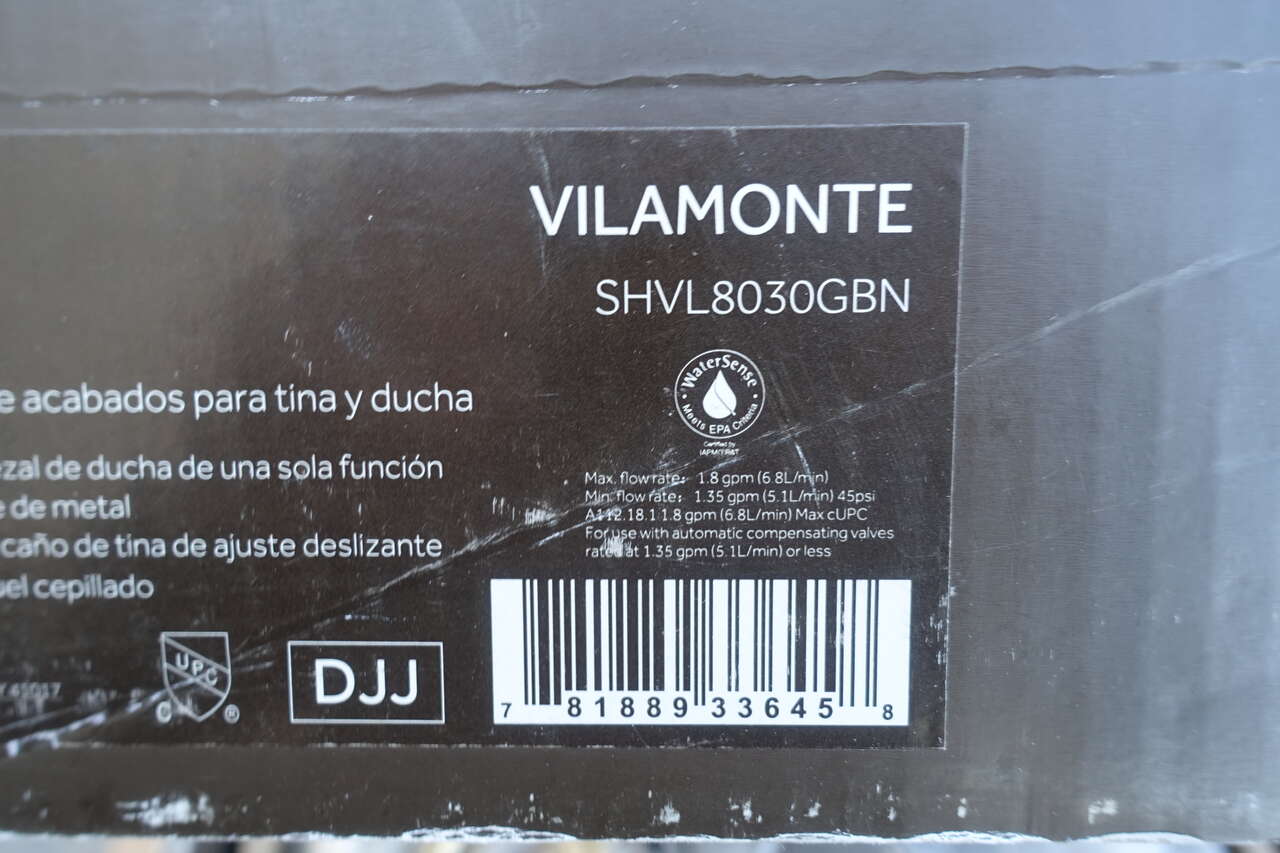 VILAMONTE
SHVL8030GBN
WaterSense
Meets EPA Criteria
Certified by
IAPMO R&T
e acabados para tina y ducha
zal de ducha de una sola función
e de metal
caño de tina de ajuste deslizante
uel cepillado
Max. flow rate: 1.8 gpm (6.8L/min)
Min. flow rate: 1.35 gpm (5.1L/min) 45psi
A112.18.1 1.8 gpm (6.8L/min) Max cUPC
For use with automatic compensating valves
rated at 1.35 gpm (5.1L/min) or less
UPC
C ®
DJJ
7 81889 33645 8